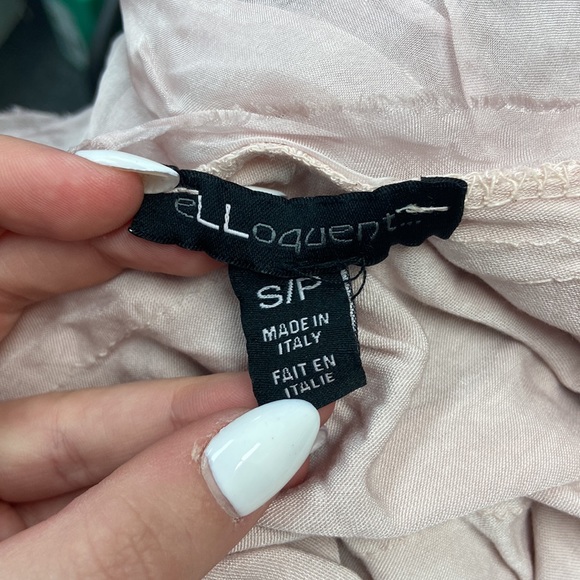 eLLoquent...
S/P
MADE IN
ITALY
FAIT EN
ITALIE